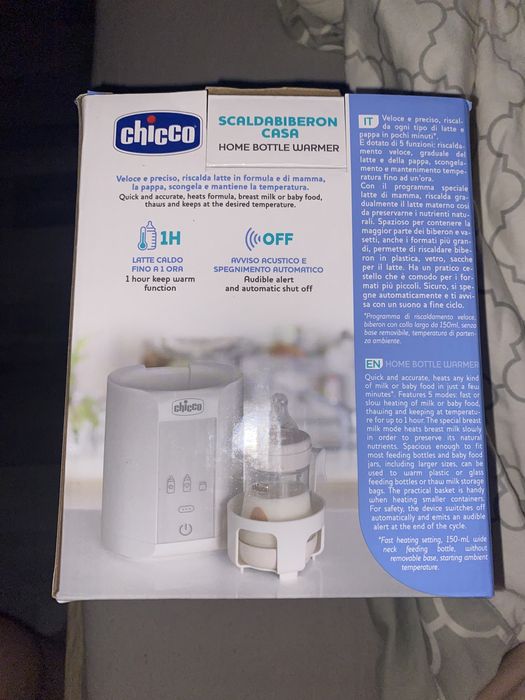 chicco
SCALDABIBERON
CASA
HOME BOTTLE WARMER
Veloce e preciso, riscalda latte in formula e di mamma,
la pappa, scongela e mantiene la temperatura.
Quick and accurate, heats formula, breast milk or baby food,
thaus and keeps at the desired temperature.
1H
LATTE CALDO
FINO A 1 ORA
1 hour keep warm
function
OFF
AVVISO ACUSTICO E
SPEGNIMENTO AUTOMATICO
Audible alert
and automatic shut off
chicco
IT Veloce e preciso, riscal-
da ogni tipo di latte e
pappa in pochi minuti*.
E dotato di 5 funzioni: riscalda-
mento veloce, graduale del
latte e della pappa, scongela-
mento e mantenimento tempe-
ratura fino ad un'ora.
Con il programma speciale
latte di mamma, riscalda gra-
dualmente il latte materno così
da preservarne i nutrienti natu-
rali. Spazioso per contenere la
maggior parte dei biberon e va-
setti, anche i formati più gran-
di, permette di riscaldare bibe-
ron in plastica, vetro, sacche
per il latte. Ha un pratico ce-
stello che è comodo per i for-
mati più piccoli. Sicuro, si spe-
gne automaticamente e ti avvi-
sa con un suono a fine ciclo.
*Programma di riscaldamento veloce,
biberon con collo largo da 150ml, senza
base removibile, temperatura di parten-
za ambiente.
EN HOME BOTTLE WARMER
Quick and accurate, heats any kind
of milk or baby food in just a few
minutes*. Features 5 modes: fast or
slow heating of milk or baby food,
thawing and keeping at temperatu-
re for up to 1 hour. The special breast
milk mode heats breast milk slowly
in order to preserve its natural
nutrients. Spacious enough to fit
most feeding bottles and baby food
jars, including larger sizes, can be
used to warm plastic or glass
feeding bottles or thaw milk storage
bags. The practical basket is handy
when heating smaller containers.
For safety, the device switches off
automatically and emits an audible
alert at the end of the cycle.
*Fast heating setting, 150-mL wide
neck feeding bottle, without
removable base, starting ambient
temperature.